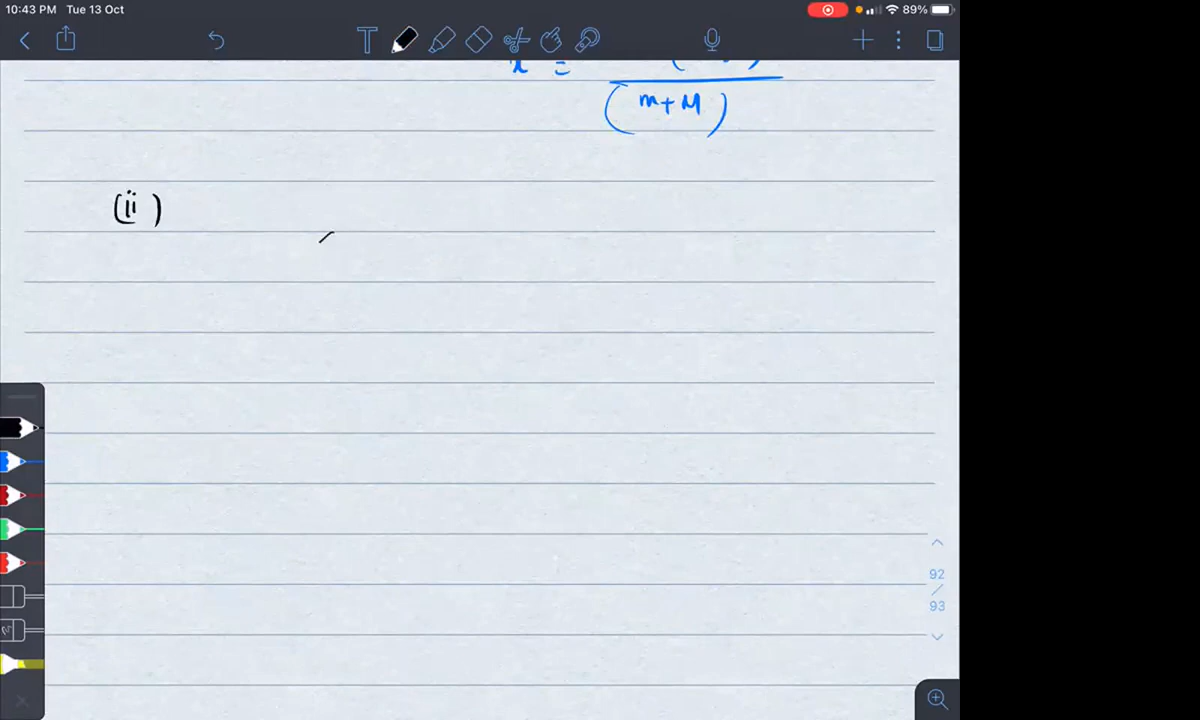 10:43 PM Tue 13 Oct 89%
T
=
(m+M)
(ii)
92
/
93